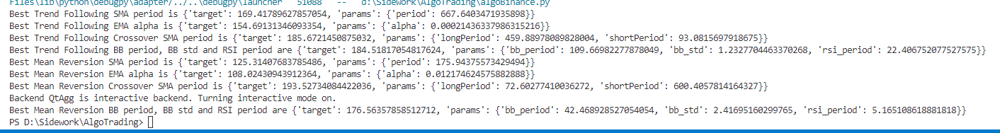 Files\lib\python\debugpy\adapter/../..\debugpy\launcher' '51088' '--' 'd:\Sidework\AlgoTrading\algoBinance.py'
Best Trend Following SMA period is {'target': 169.41789627857054, 'params': {'period': 667.6403471935898}}
Best Trend Following EMA alpha is {'target': 154.69131346093354, 'params': {'alpha': 0.00021436337986315216}}
Best Trend Following Crossover SMA period is {'target': 185.6721450875032, 'params': {'longPeriod': 459.88978089828004, 'shortPeriod': 93.0815697918675}}
Best Trend Following BB period, BB std and RSI period are {'target': 184.51817054817624, 'params': {'bb_period': 109.66982277878049, 'bb_std': 1.2327704463370268, 'rsi_period': 22.406752077527575}}
Best Mean Reversion SMA period is {'target': 125.31407683785486, 'params': {'period': 175.94375573429494}}
Best Mean Reversion EMA alpha is {'target': 108.02430943912364, 'params': {'alpha': 0.012174624575882888}}
Best Mean Reversion Crossover SMA period is {'target': 193.52734084422036, 'params': {'longPeriod': 72.60277410036272, 'shortPeriod': 600.4057814164327}}
Backend QtAgg is interactive backend. Turning interactive mode on.
Best Mean Reversion BB period, BB std and RSI period are {'target': 176.56357858512712, 'params': {'bb_period': 42.468928527054054, 'bb_std': 2.41695160299765, 'rsi_period': 5.165108618881818}}
PS D:\Sidework\AlgoTrading>